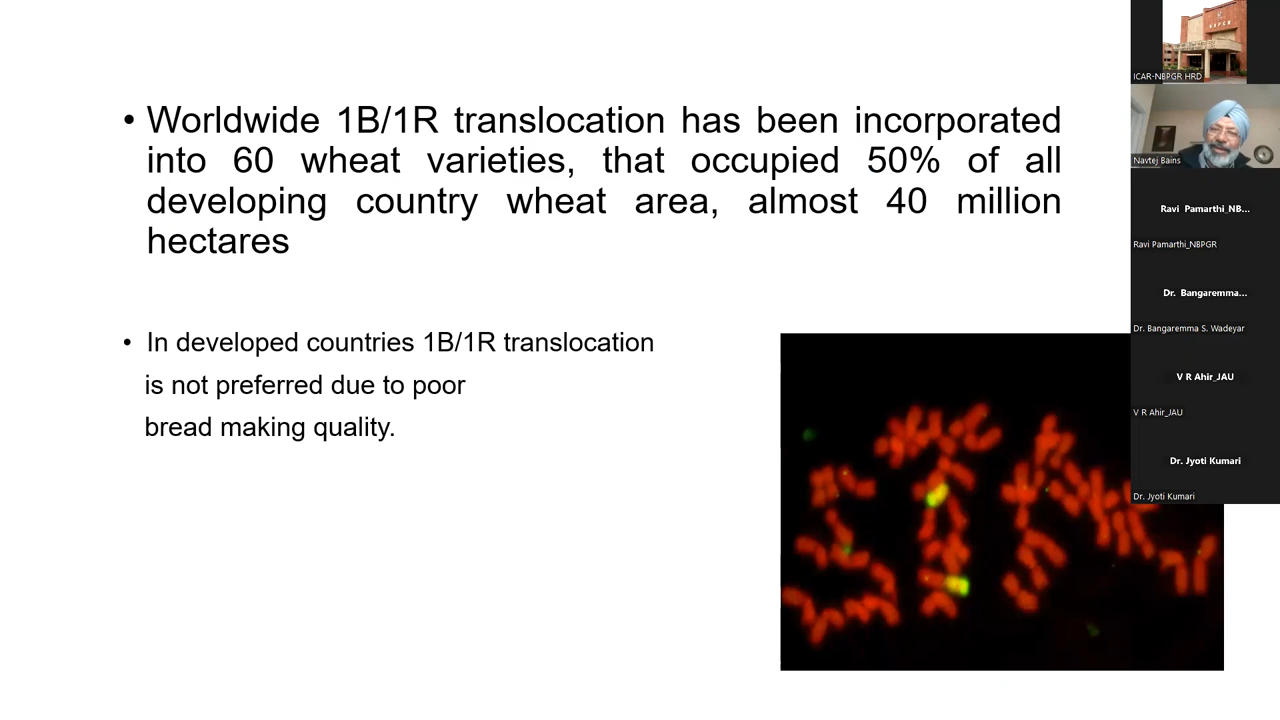 • Worldwide 1B/1R translocation has been incorporated
into 60 wheat varieties, that occupied 50% of all
developing country wheat area, almost 40 million
hectares
• In developed countries 1B/1R translocation
is not preferred due to poor
bread making quality.
ICAR-NBPGR HRD
Navtej Bains
Ravi Pamarthi_NB...
Ravi Pamarthi_NBPGR
Dr. Bangaremma...
Dr. Bangaremma S. Wadeyar
V R Ahir_JAU
V R Ahir_JAU
Dr. Jyoti Kumari
Dr. Jyoti Kumari